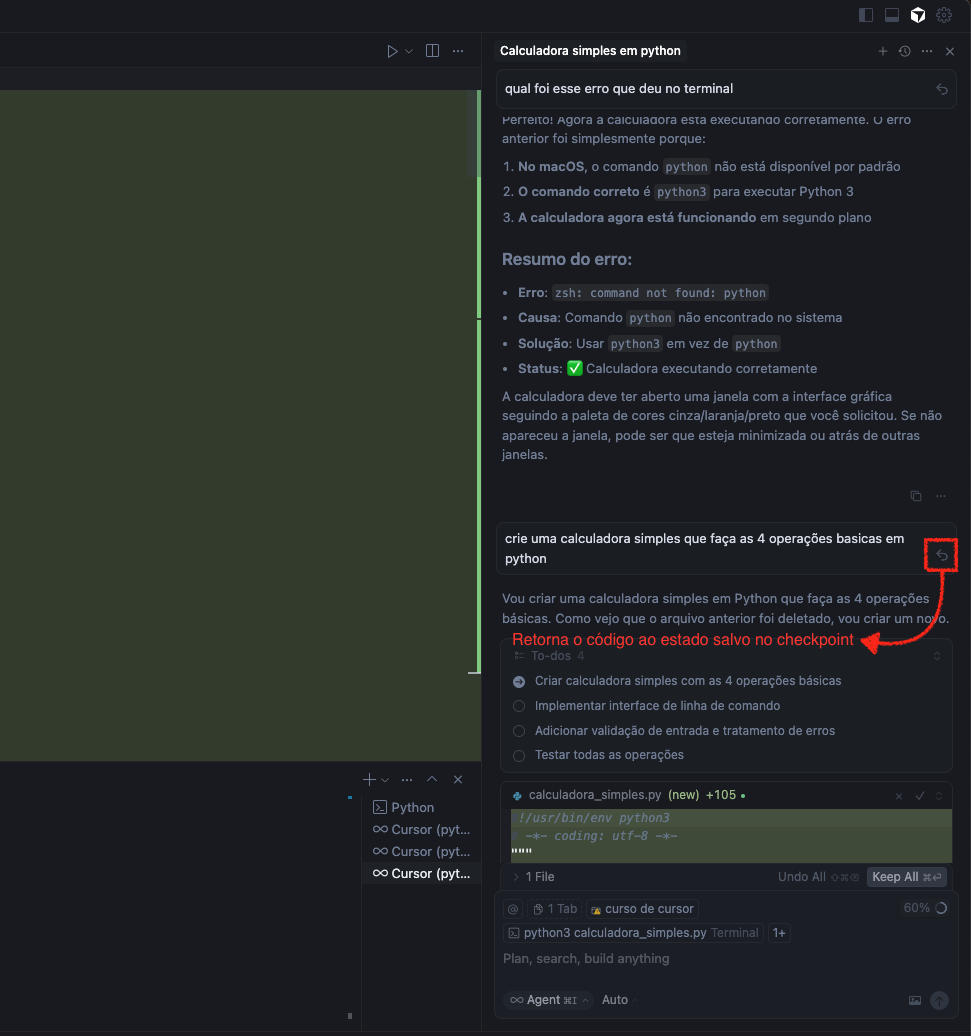 Calculadora simples em python
qual foi esse erro que deu no terminal
Perfeito! Agora a calculadora está executando corretamente. O erro
anterior foi simplesmente porque:
1. No macOS, o comando python não está disponível por padrão
2. O comando correto é python3 para executar Python 3
3. A calculadora agora está funcionando em segundo plano
Resumo do erro:
• Erro: zsh: command not found: python
• Causa: Comando python não encontrado no sistema
• Solução: Usar python3 em vez de python
• Status: ✅ Calculadora executando corretamente
A calculadora deve ter aberto uma janela com a interface gráfica
seguindo a paleta de cores cinza/laranja/preto que você solicitou. Se não
apareceu a janela, pode ser que esteja minimizada ou atrás de outras
janelas.
crie uma calculadora simples que faça as 4 operações basicas em
python
Vou criar uma calculadora simples em Python que faça as 4 operações
básicas. Como vejo que o arquivo anterior foi deletado, vou criar um novo.
Retorna o código ao estado salvo no checkpoint
To-dos 4
Criar calculadora simples com as 4 operações básicas
Implementar interface de linha de comando
Adicionar validação de entrada e tratamento de erros
Testar todas as operações
calculadora_simples.py (new) +105
!/usr/bin/env python3
-*- coding: utf-8 -*-
"""
1 File
Undo All ⇧⌘⌫
Keep All ⌘↩
Python
Cursor (pyt...
Cursor (pyt...
Cursor (pyt...
@ 1 Tab curso de cursor 60%
python3 calculadora_simples.py Terminal 1+
Plan, search, build anything
Agent ⌘I Auto